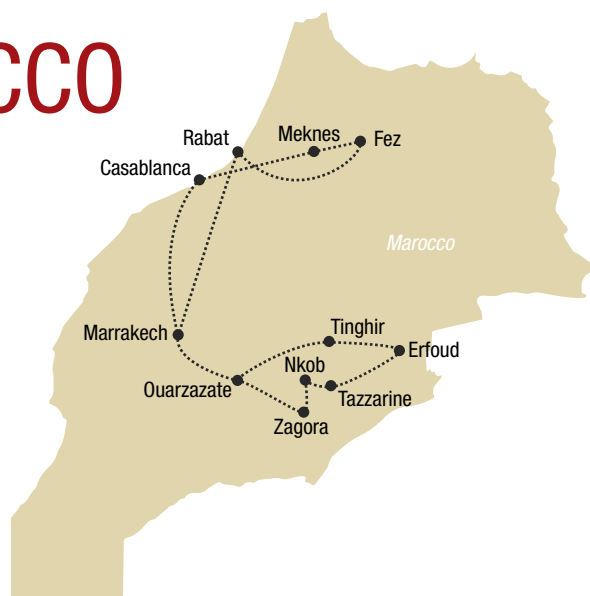 CCO
Rabat
Meknes
Fez
Casablanca
Marocco
Marrakech
Tinghir
Erfoud
Nkob
Ouarzazate
Tazzarine
Zagora